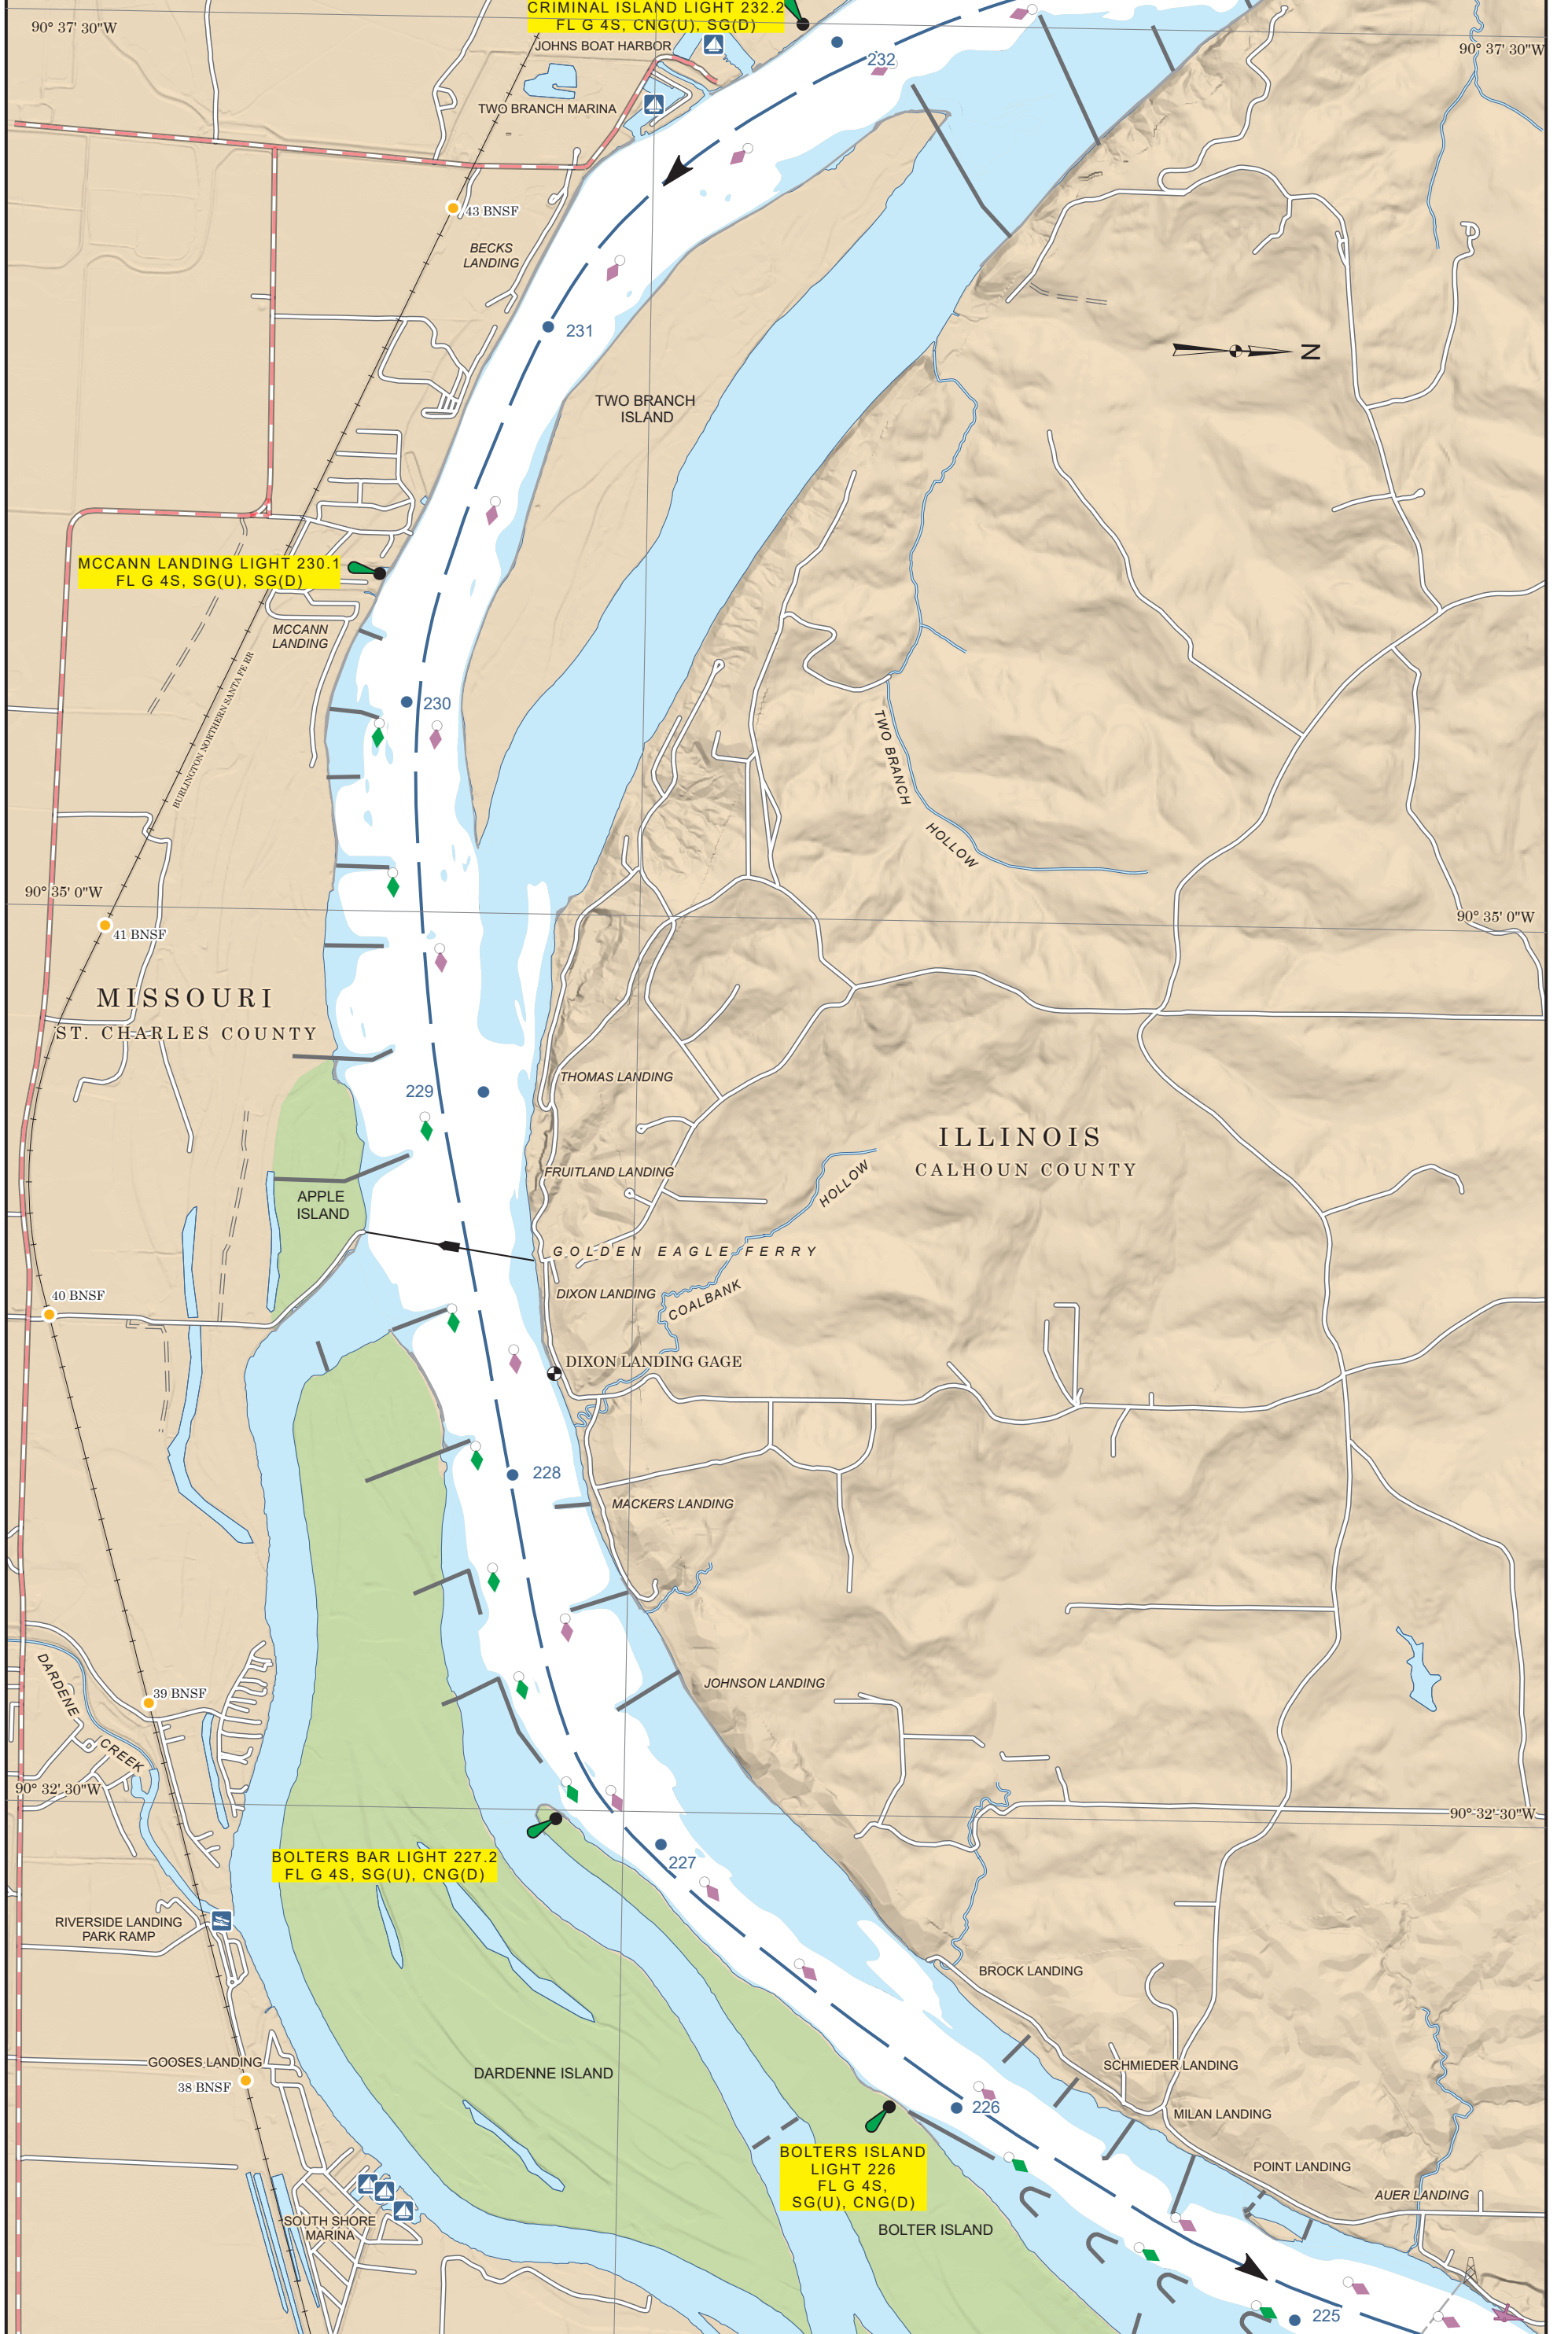 CRIMINAL ISLAND LIGHT 232.2
FL G 4S, CNG(U), SG(D)
90° 37' 30"W
90° 37' 30"W
JOHNS BOAT HARBOR
232
TWO BRANCH MARINA
43 BNSF
BECKS
LANDING
231
N
TWO BRANCH
ISLAND
MCCANN LANDING LIGHT 230.1
FL G 4S, SG(U), SG(D)
MCCANN
LANDING
BURLINGTON NORTHERN SANTA FE RR
230
TWO BRANCH
HOLLOW
90° 35' 0"W
90° 35' 0"W
41 BNSF
MISSOURI
ST. CHARLES COUNTY
THOMAS LANDING
229
ILLINOIS
CALHOUN COUNTY
FRUITLAND LANDING
HOLLOW
APPLE
ISLAND
GOLDEN EAGLE FERRY
DIXON LANDING
COALBANK
40 BNSF
DIXON LANDING GAGE
228
MACKERS LANDING
DARDENE
CREEK
39 BNSF
JOHNSON LANDING
90° 32' 30"W
90° 32' 30"W
BOLTERS BAR LIGHT 227.2
FL G 4S, SG(U), CNG(D)
227
RIVERSIDE LANDING
PARK RAMP
BROCK LANDING
GOOSES LANDING
38 BNSF
DARDENNE ISLAND
SCHMIEDER LANDING
226
MILAN LANDING
BOLTERS ISLAND
LIGHT 226
FL G 4S,
SG(U), CNG(D)
POINT LANDING
AUER LANDING
SOUTH SHORE
MARINA
BOLTER ISLAND
225